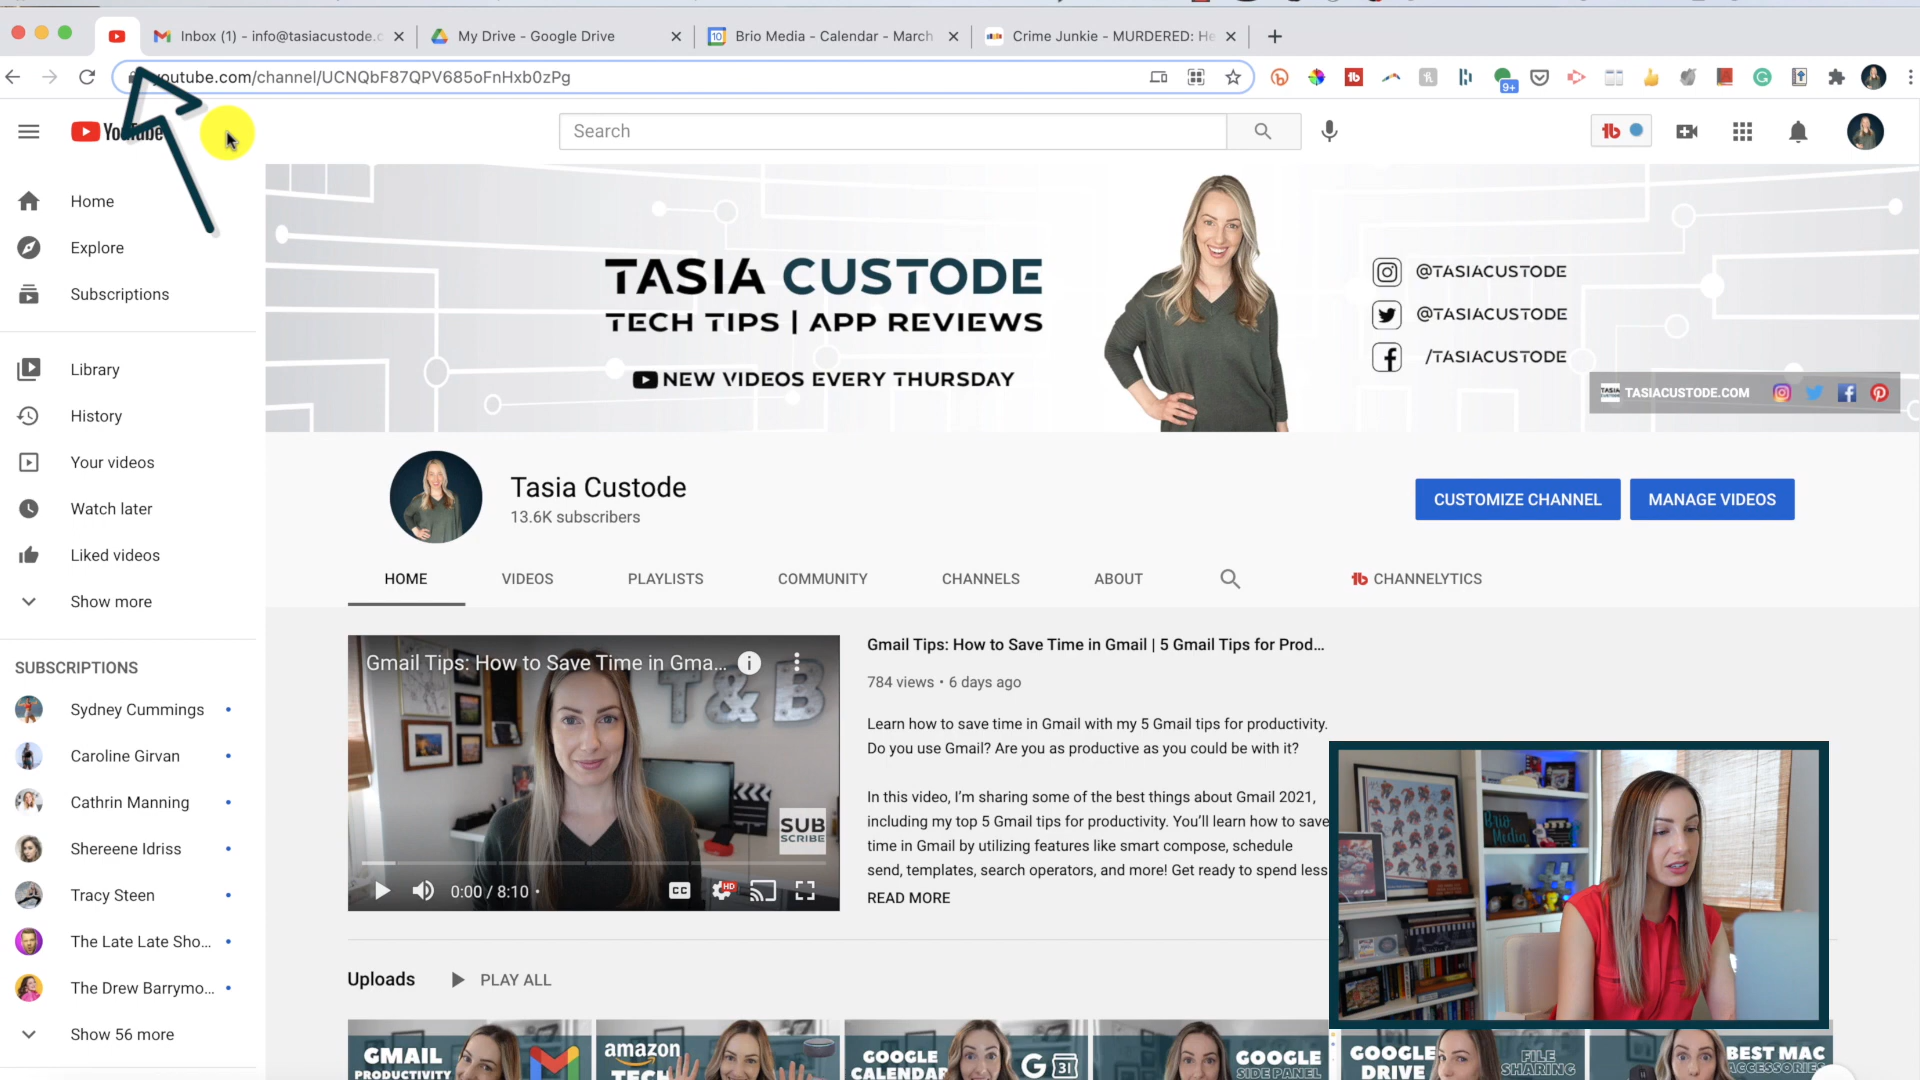 Inbox (1) - info@tasiacustode.c
My Drive - Google Drive
Brio Media - Calendar - March
Crime Junkie - MURDERED: He
youtube.com/channel/UCNQbF87QPV685oFnHxb0zPg
9+
YouTube
Search
Home
Explore
Subscriptions
Library
History
Your videos
Watch later
Liked videos
Show more
SUBSCRIPTIONS
Sydney Cummings
Caroline Girvan
Cathrin Manning
Shereene Idriss
Tracy Steen
The Late Late Sho...
The Drew Barrymo...
Show 56 more
TASIA CUSTODE
TECH TIPS | APP REVIEWS
NEW VIDEOS EVERY THURSDAY
@TASIACUSTODE
@TASIACUSTODE
/TASIACUSTODE
TASIACUSTODE.COM
Tasia Custode
13.6K subscribers
CUSTOMIZE CHANNEL
MANAGE VIDEOS
HOME
VIDEOS
PLAYLISTS
COMMUNITY
CHANNELS
ABOUT
CHANNELYTICS
Gmail Tips: How to Save Time in Gma...
T&B
SUB
SCRIBE
0:00 / 8:10
CC
HD
Gmail Tips: How to Save Time in Gmail | 5 Gmail Tips for Prod...
784 views • 6 days ago
Learn how to save time in Gmail with my 5 Gmail tips for productivity.
Do you use Gmail? Are you as productive as you could be with it?
In this video, I'm sharing some of the best things about Gmail 2021,
including my top 5 Gmail tips for productivity. You'll learn how to save
time in Gmail by utilizing features like smart compose, schedule
send, templates, search operators, and more! Get ready to spend less
READ MORE
Brio
Media
Uploads
PLAY ALL
GMAIL
PRODUCTIVITY
amazon
TECH
GOOGLE
CALENDAR
31
GOOGLE
SIDE PANEL
GOOGLE
DRIVE
FILE
SHARING
BEST MAC
ACCESSORIES